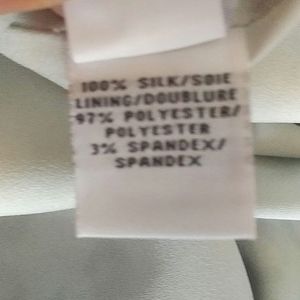 100% SILK/SOIE
LINING/DOUBLURE
97% POLYESTER/
POLYESTER
3% SPANDEX/
SPANDEX